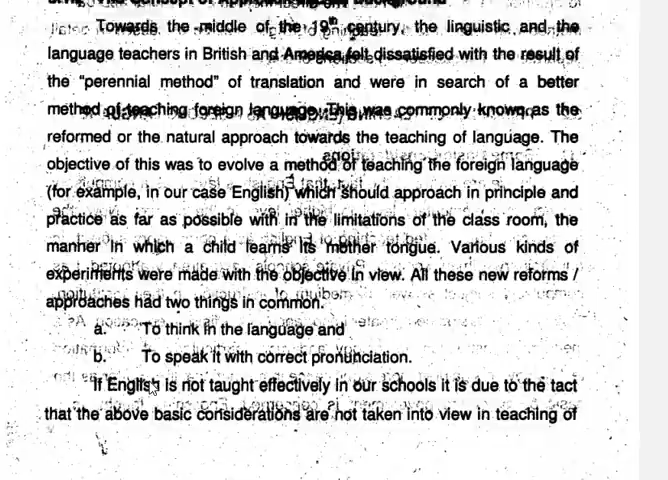 Towards the middle of the 19th century, the linguistic and the
language teachers in British and America felt dissatisfied with the result of
the "perennial method" of translation and were in search of a better
method of teaching foreign language. This was commonly known as the
reformed or the natural approach towards the teaching of language. The
objective of this was to evolve a method of teaching the foreign language
(for example, in our case English) which should approach in principle and
practice as far as possible with in the limitations of the class room, the
manner in which a child learns its mother tongue. Various kinds of
experiments were made with the objective in view. All these new reforms /
approaches had two things in common.
a. To think in the language and
b. To speak it with correct pronunciation.
If English is not taught effectively in our schools it is due to the tact
that the above basic considerations are not taken into view in teaching of